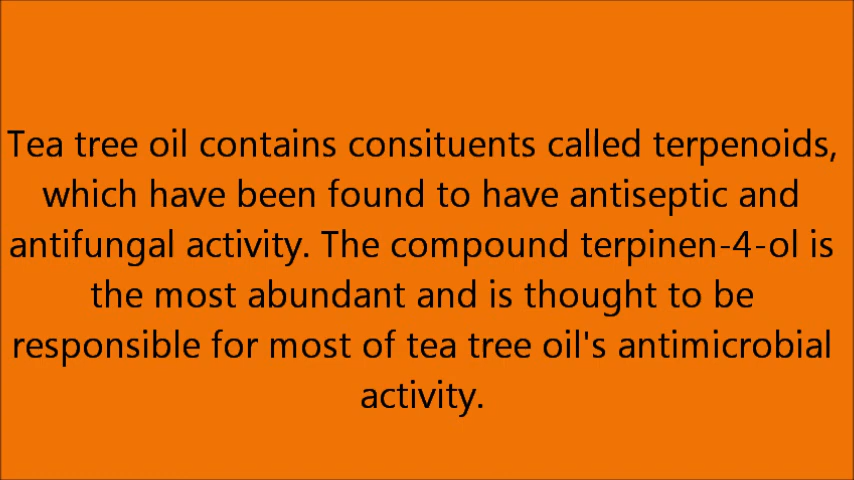 Tea tree oil contains consituents called terpenoids,
which have been found to have antiseptic and
antifungal activity. The compound terpinen-4-ol is
the most abundant and is thought to be
responsible for most of tea tree oil's antimicrobial
activity.